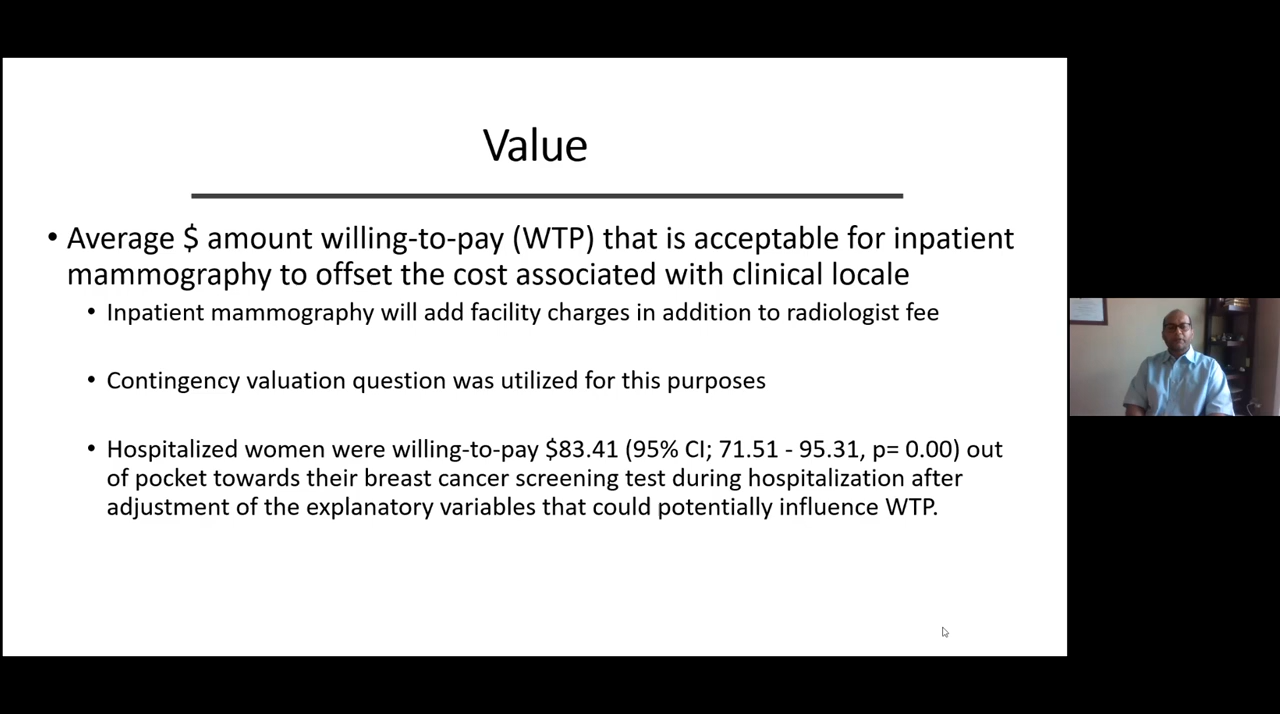 Value
• Average $ amount willing-to-pay (WTP) that is acceptable for inpatient
mammography to offset the cost associated with clinical locale
• Inpatient mammography will add facility charges in addition to radiologist fee
• Contingency valuation question was utilized for this purposes
• Hospitalized women were willing-to-pay $83.41 (95% CI; 71.51 - 95.31, p= 0.00) out
of pocket towards their breast cancer screening test during hospitalization after
adjustment of the explanatory variables that could potentially influence WTP.